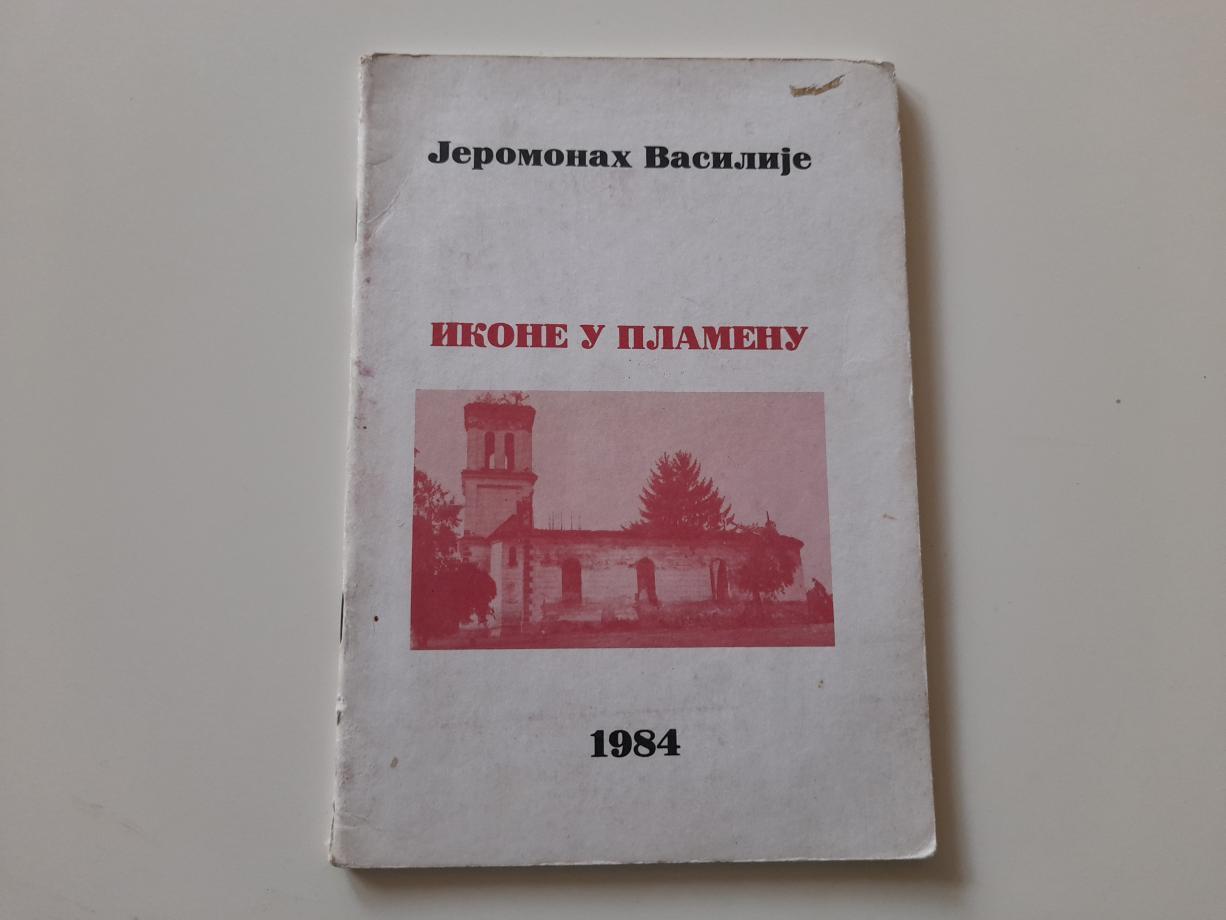 Јеромонах Василије
ИКОНЕ У ПЛАМЕНУ
1984